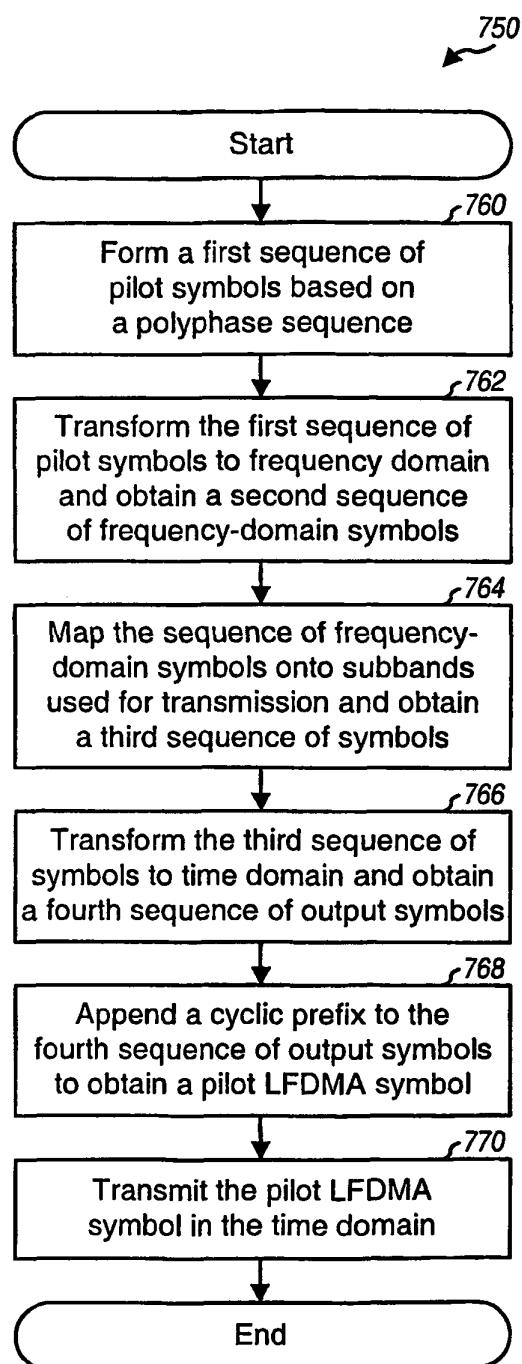 750
Start
760
Form a first sequence of
pilot symbols based on
a polyphase sequence
762
Transform the first sequence of
pilot symbols to frequency domain
and obtain a second sequence
of frequency-domain symbols
764
Map the sequence of frequency-
domain symbols onto subbands
used for transmission and obtain
a third sequence of symbols
766
Transform the third sequence of
symbols to time domain and obtain
a fourth sequence of output symbols
768
Append a cyclic prefix to the
fourth sequence of output symbols
to obtain a pilot LFDMA symbol
770
Transmit the pilot LFDMA
symbol in the time domain
End